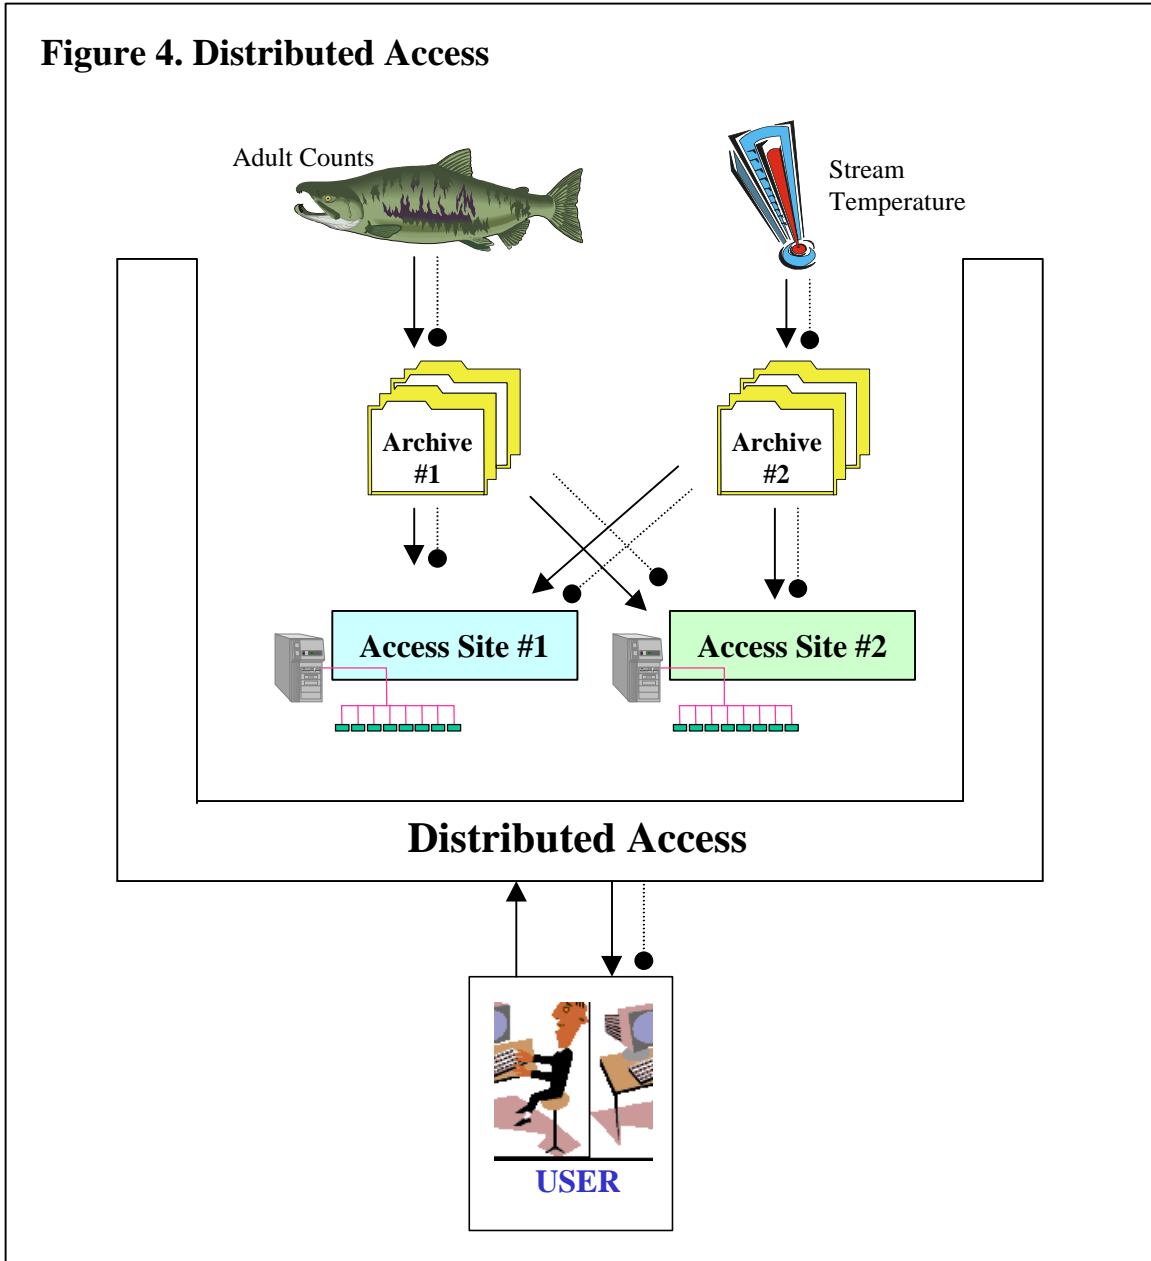 Figure 4. Distributed Access
Adult Counts
Stream
Temperature
Archive
#1
Archive
#2
Access Site #1
Access Site #2
Distributed Access
USER